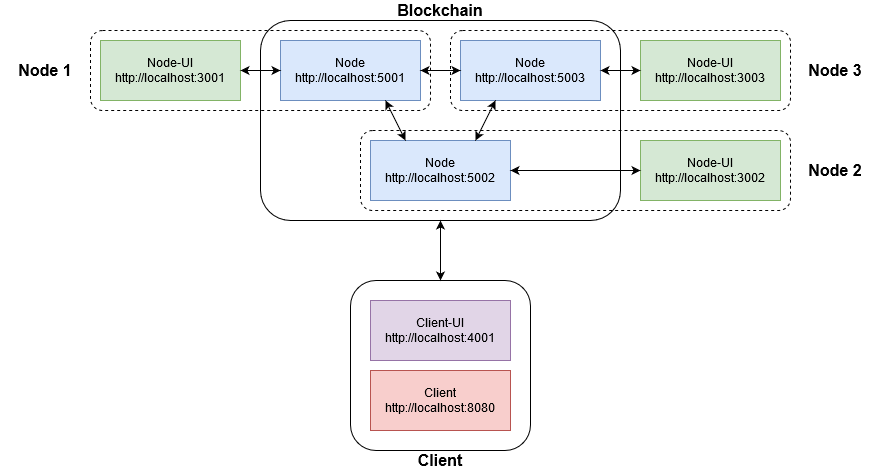 Blockchain
Node 1
Node-UI
http://localhost:3001
Node
http://localhost:5001
Node
http://localhost:5003
Node-UI
http://localhost:3003
Node 3
Node
http://localhost:5002
Node-UI
http://localhost:3002
Node 2
Client-UI
http://localhost:4001
Client
http://localhost:8080
Client